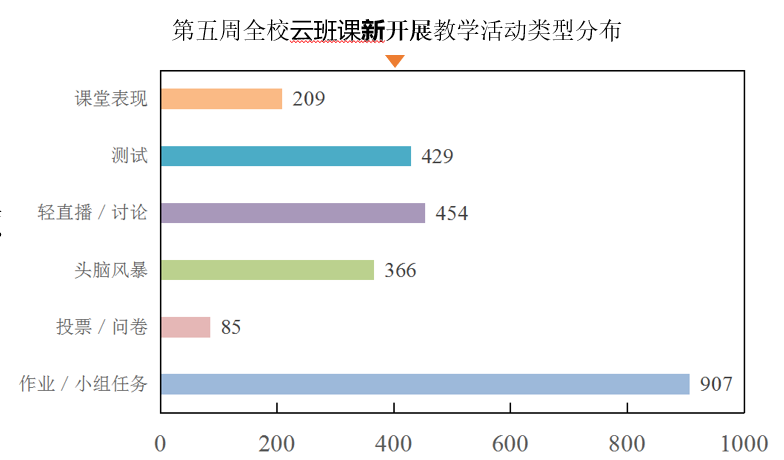 第五周全校云班课新开展教学活动类型分布
课堂表现 209
测试 429
轻直播 / 讨论 454
头脑风暴 366
投票 / 问卷 85
作业 / 小组任务 907
0 200 400 600 800 1000